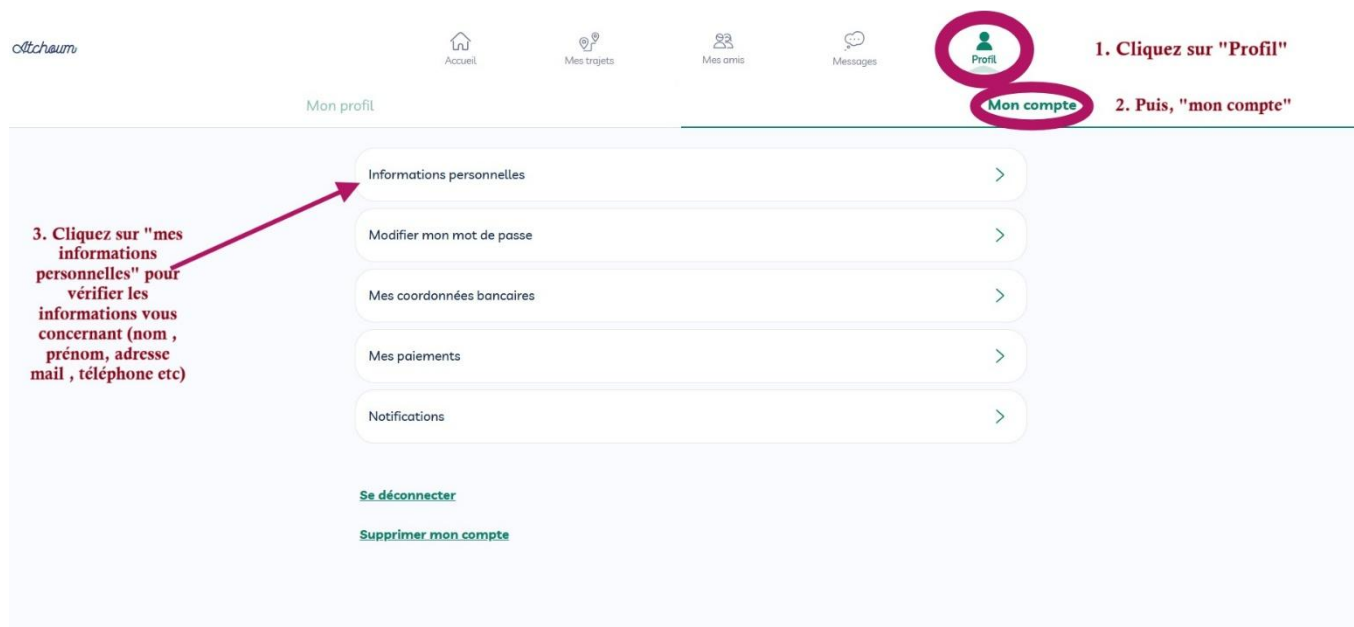 Atchoum
Accueil
Mes trajets
Mes amis
Messages
Profil
1. Cliquez sur "Profil"
Mon profil
Mon compte
2. Puis, "mon compte"
Informations personnelles
Modifier mon mot de passe
Mes coordonnées bancaires
Mes paiements
Notifications
3. Cliquez sur "mes
informations
personnelles" pour
vérifier les
informations vous
concernant (nom ,
prénom, adresse
mail , téléphone etc)
Se déconnecter
Supprimer mon compte